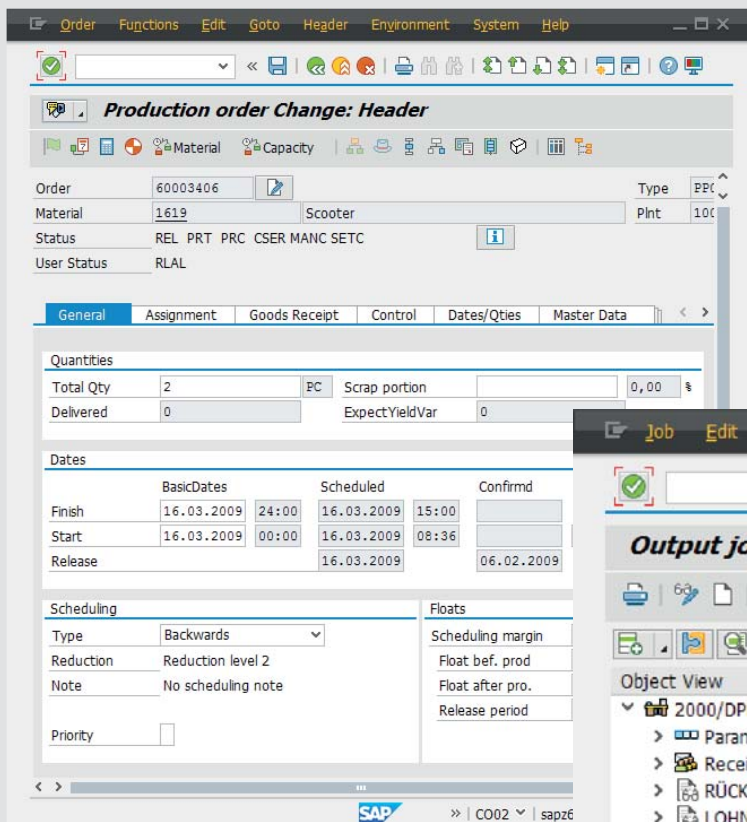 Order Functions Edit Goto Header Environment System Help
Production order Change: Header
Material Capacity
Order 60003406 Type
Material 1619 Scooter Plnt
Status REL PRT PRC CSER MANC SETC
User Status RLAL
General Assignment Goods Receipt Control Dates/Qties Master Data
Quantities
Total Qty 2 PC Scrap portion 0,00 %
Delivered 0 ExpectYieldVar 0
Dates
BasicDates Scheduled Confirmd
Finish 16.03.2009 24:00 16.03.2009 15:00
Start 16.03.2009 00:00 16.03.2009 08:36
Release 16.03.2009 06.02.2009
Scheduling Floats
Type Backwards Scheduling margin
Reduction Reduction level 2 Float bef. prod
Note No scheduling note Float after pro.
Release period
Priority
SAP » CO02 sapz6
Job Edit
Output jo
Object View
2000/DP
Param
Recei
RÜCK
LOHN